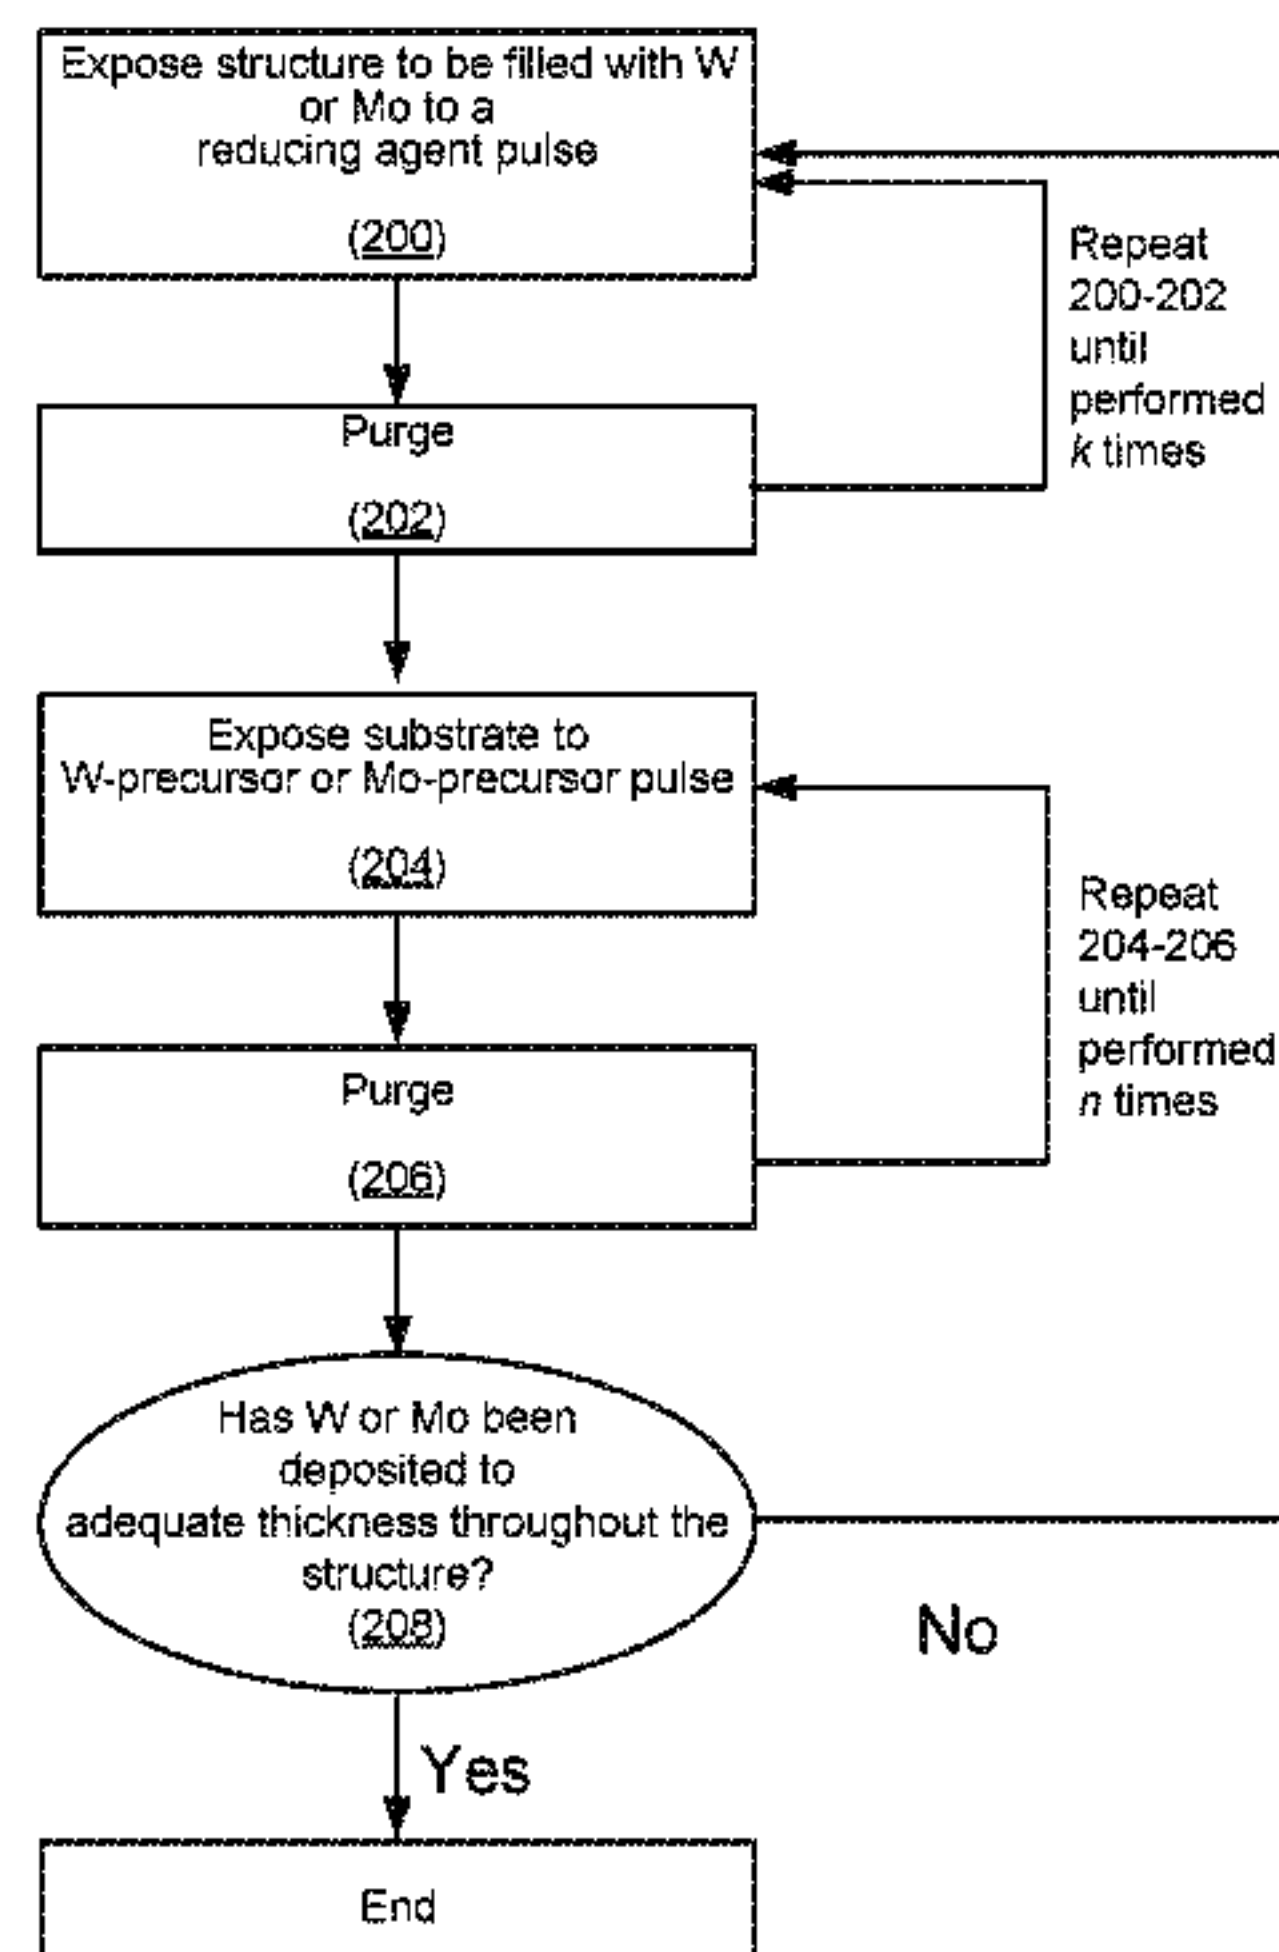 Expose structure to be filled with W
or Mo to a
reducing agent pulse
(200)
Repeat
200-202
until
performed
k times
Purge
(202)
Expose substrate to
W-precursor or Mo-precursor pulse
(204)
Repeat
204-206
until
performed
n times
Purge
(206)
Has W or Mo been
deposited to
adequate thickness throughout the
structure?
(208)
No
Yes
End